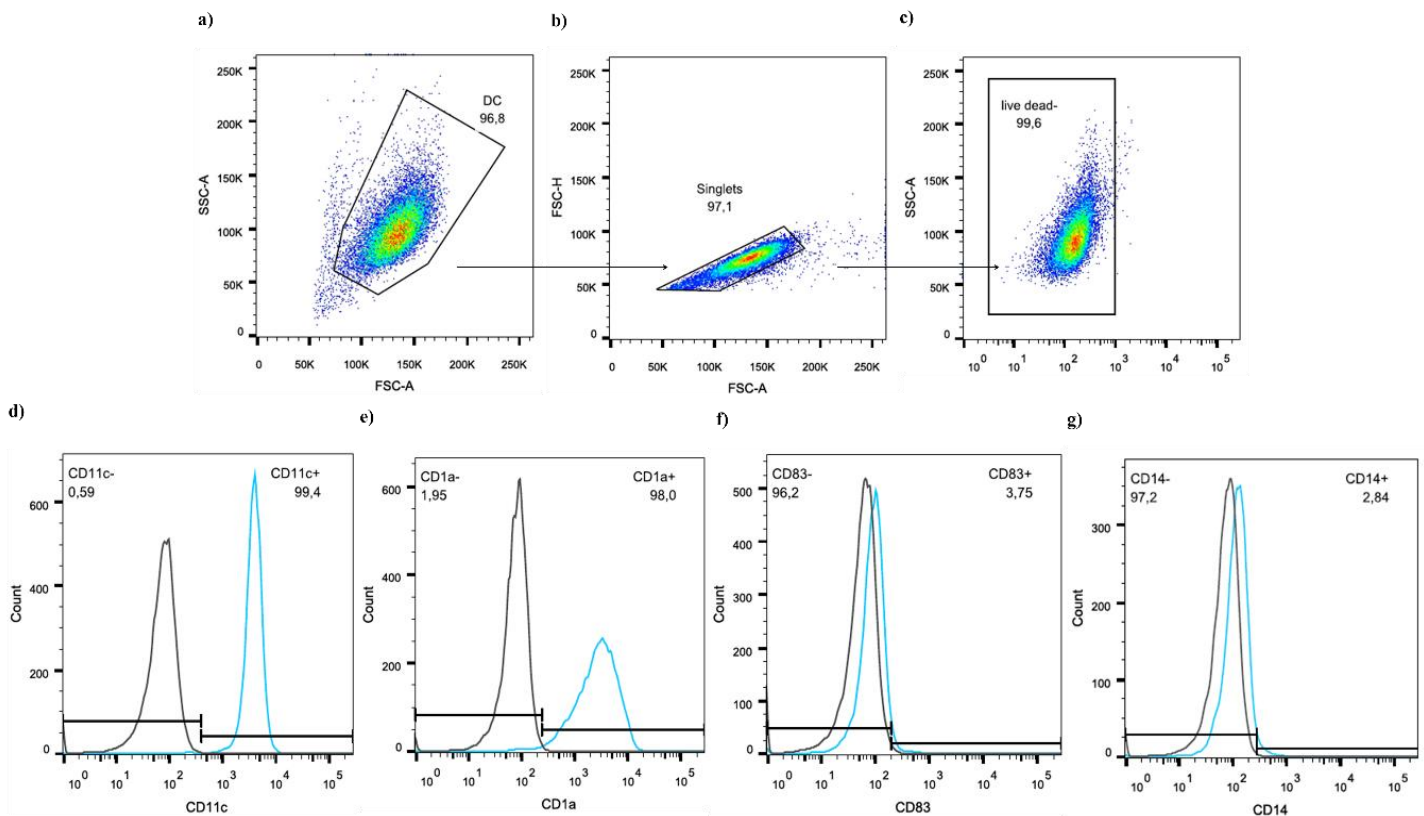 a)
b)
c)
250K
200K
150K
100K
50K
0
SSC-A
DC
96,8
0
50K
100K
150K
200K
250K
FSC-A
250K
200K
150K
100K
50K
0
FSC-H
Singlets
97,1
0
50K
100K
150K
200K
250K
FSC-A
250K
200K
150K
100K
50K
0
SSC-A
live dead-
99,6
10^0
10^1
10^2
10^3
10^4
10^5
d)
e)
f)
g)
CD11c-
0,59
CD11c+
99,4
600
400
200
0
Count
10^0
10^1
10^2
10^3
10^4
10^5
CD11c
CD1a-
1,95
CD1a+
98,0
600
400
200
0
Count
10^0
10^1
10^2
10^3
10^4
10^5
CD1a
CD83-
96,2
CD83+
3,75
500
400
300
200
100
0
Count
10^0
10^1
10^2
10^3
10^4
10^5
CD83
CD14-
97,2
CD14+
2,84
300
200
100
0
Count
10^0
10^1
10^2
10^3
10^4
10^5
CD14